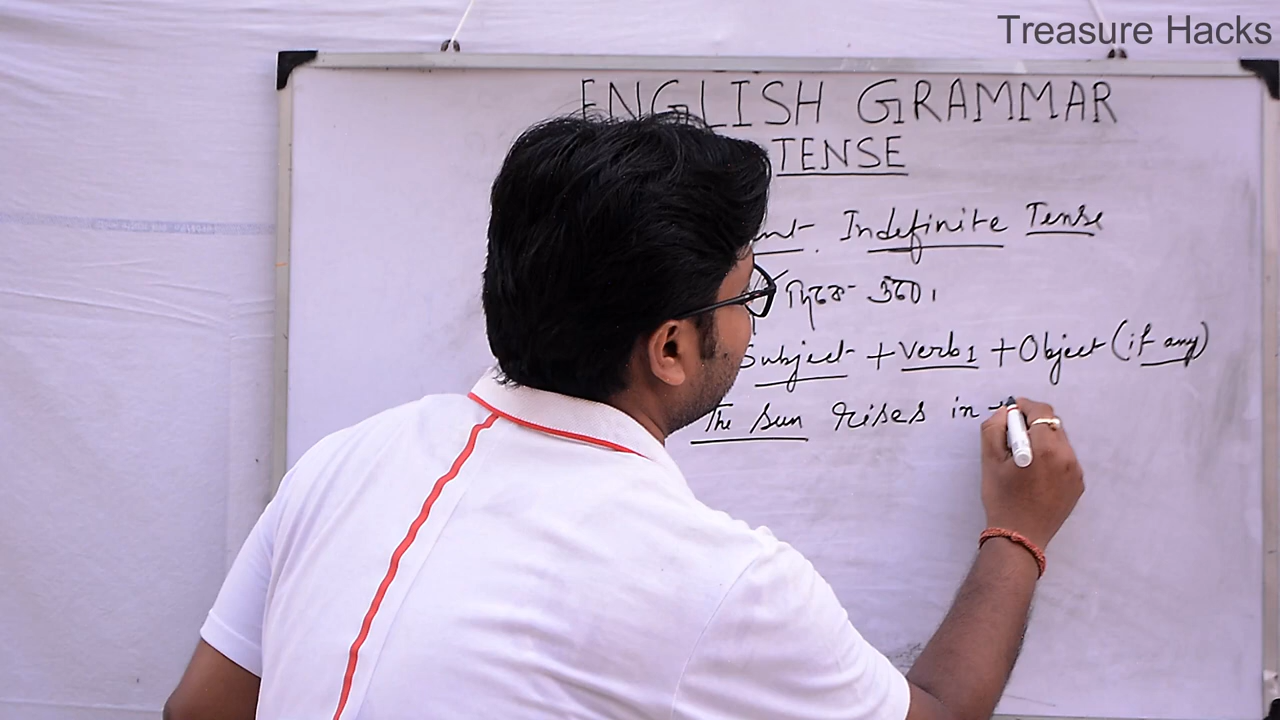 Treasure Hacks
ENGLISH GRAMMAR
TENSE
Indefinite Tense
Subject + Verb1 + Object (if any)
The sun rises in